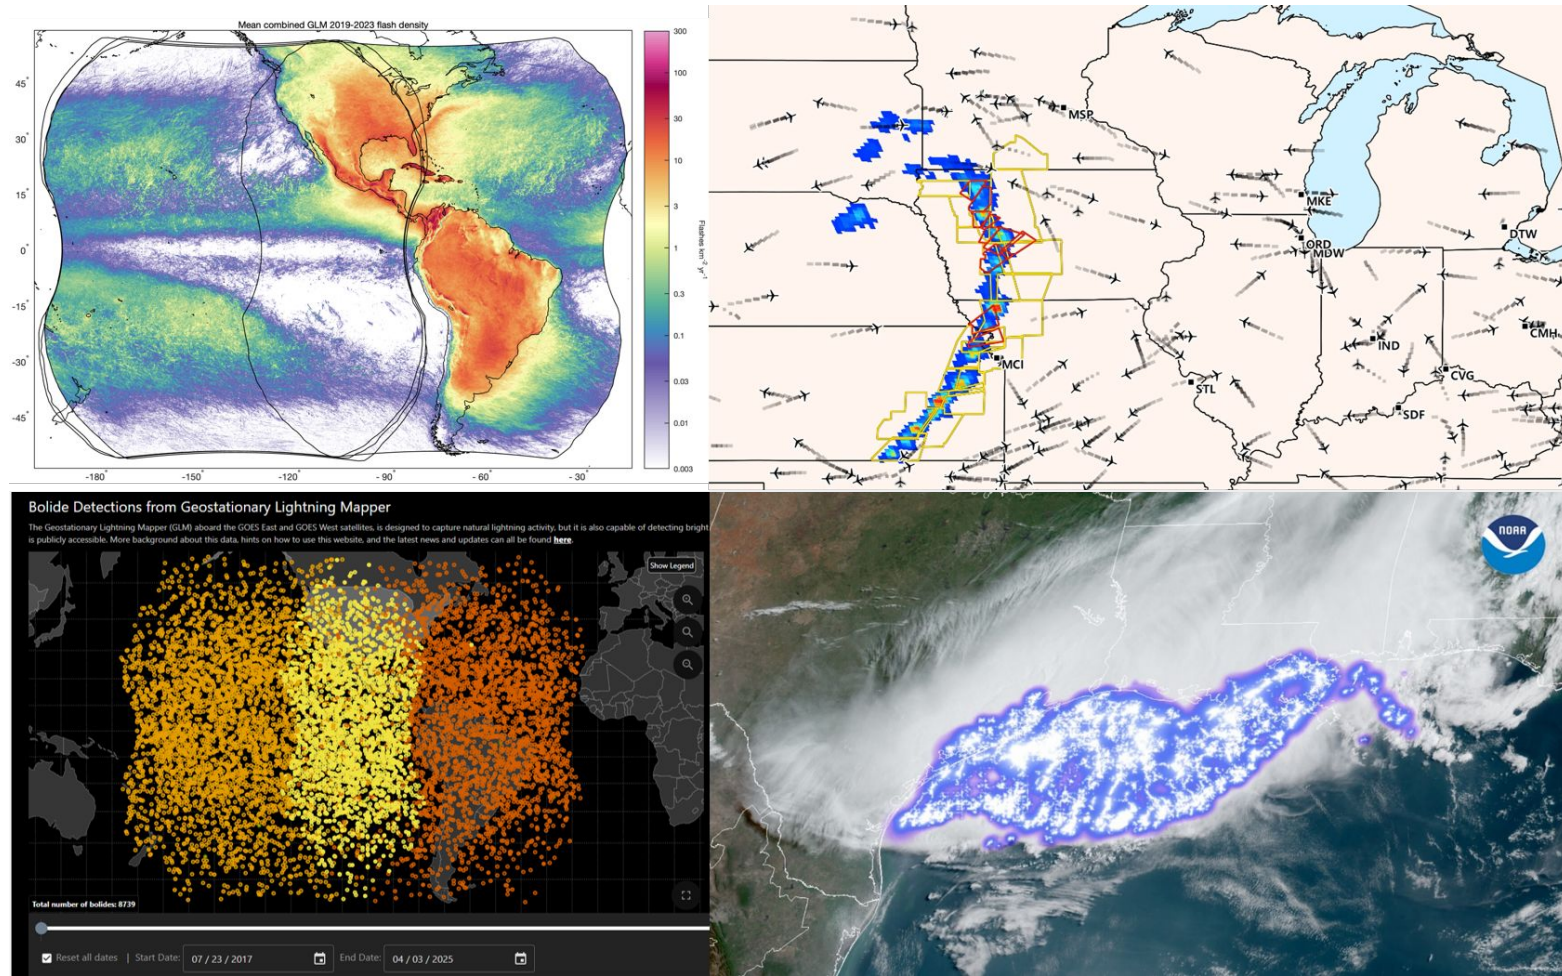 Mean combined GLM 2019-2023 flash density
45°
30°
15°
0°
-15°
-30°
-45°
-180°
-150°
-120°
-90°
-60°
-30°
300
100
30
10
3
1
0.3
0.1
0.03
0.01
0.003
Flashes km⁻² yr⁻¹
MSP
MKE
DTW
ORD
MDW
CMH
IND
MCI
CVG
STL
SDF
Bolide Detections from Geostationary Lightning Mapper
The Geostationary Lightning Mapper (GLM) aboard the GOES East and GOES West satellites, is designed to capture natural lightning activity, but it is also capable of detecting bright
is publicly accessible. More background about this data, hints on how to use this website, and the latest news and updates can all be found here.
Show Legend
Total number of bolides: 8739
Reset all dates | Start Date: 07 / 23 / 2017 End Date: 04 / 03 / 2025
NOAA